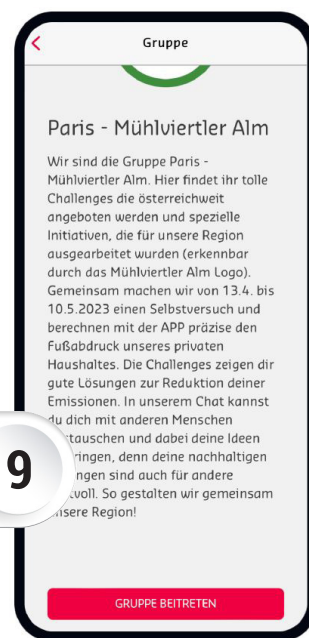 Gruppe
Paris - Mühlviertler Alm
Wir sind die Gruppe Paris -
Mühlviertler Alm. Hier findet ihr tolle
Challenges die österreichweit
angeboten werden und spezielle
Initiativen, die für unsere Region
ausgearbeitet wurden (erkennbar
durch das Mühlviertler Alm Logo).
Gemeinsam machen wir von 13.4. bis
10.5.2023 einen Selbstversuch und
berechnen mit der APP präzise den
Fußabdruck unseres privaten
Haushaltes. Die Challenges zeigen dir
gute Lösungen zur Reduktion deiner
Emissionen. In unserem Chat kannst
du dich mit anderen Menschen
tauschen und dabei deine Ideen
ringen, denn deine nachhaltigen
ngen sind auch für andere
voll. So gestalten wir gemeinsam
unsere Region!
9
GRUPPE BEITRETEN